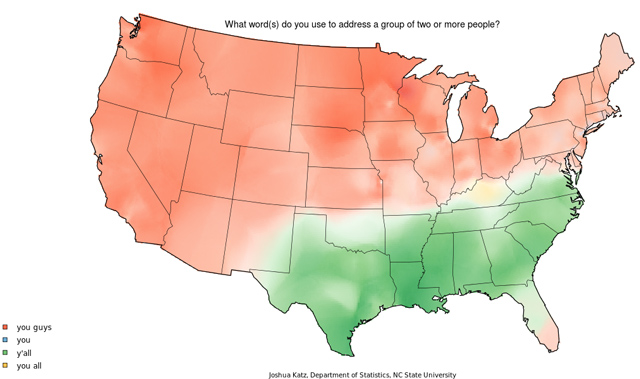 What word(s) do you use to address a group of two or more people?
you guys
you
y'all
you all
Joshua Katz, Department of Statistics, NC State University